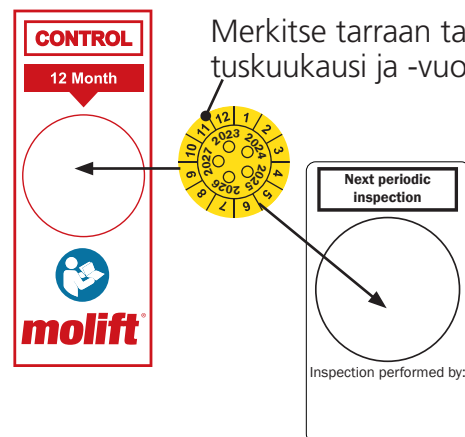 CONTROL
12 Month
Merkitse tarraan ta
tuskuukausi ja -vuo
12 1 2 3 4 5 6 7 8 9 10 11
2023 2024 2025 2026 2027
molift®
Next periodic
inspection
Inspection performed by: